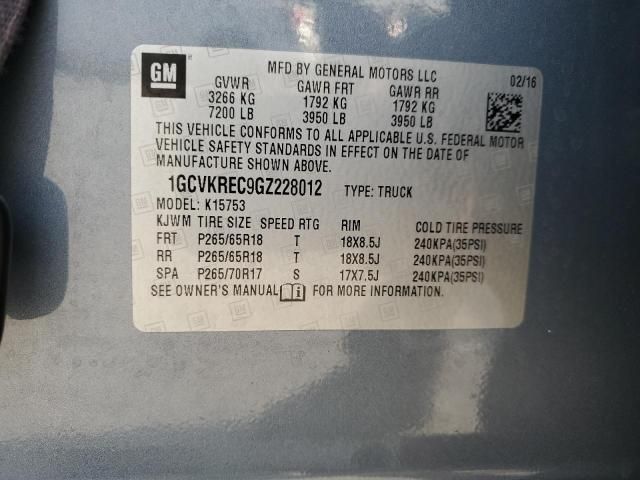 GM
MFD BY GENERAL MOTORS LLC 02/16
GVWR GAWR FRT GAWR RR
3266 KG 1792 KG 1792 KG
7200 LB 3950 LB 3950 LB
THIS VEHICLE CONFORMS TO ALL APPLICABLE U.S. FEDERAL MOTOR
VEHICLE SAFETY STANDARDS IN EFFECT ON THE DATE OF
MANUFACTURE SHOWN ABOVE.
1GCVKREC9GZ228012 TYPE: TRUCK
MODEL: K15753
KJWM TIRE SIZE SPEED RTG RIM COLD TIRE PRESSURE
FRT P265/65R18 T 18X8.5J 240KPA(35PSI)
RR P265/65R18 T 18X8.5J 240KPA(35PSI)
SPA P265/70R17 S 17X7.5J 240KPA(35PSI)
SEE OWNER'S MANUAL FOR MORE INFORMATION.